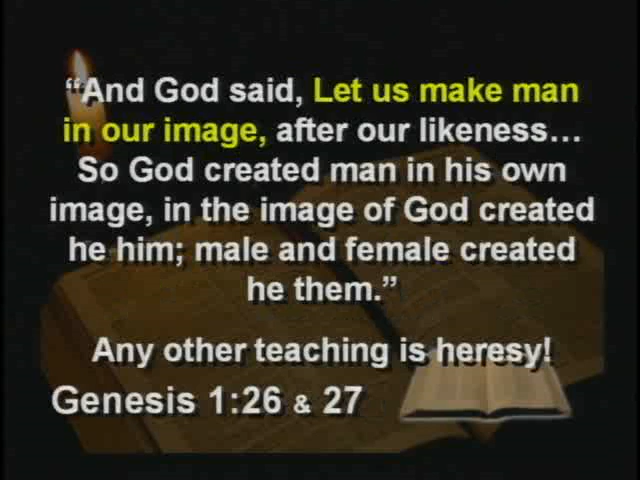 “And God said, Let us make man
in our image, after our likeness...
So God created man in his own
image, in the image of God created
he him; male and female created
he them.”
Any other teaching is heresy!
Genesis 1:26 & 27